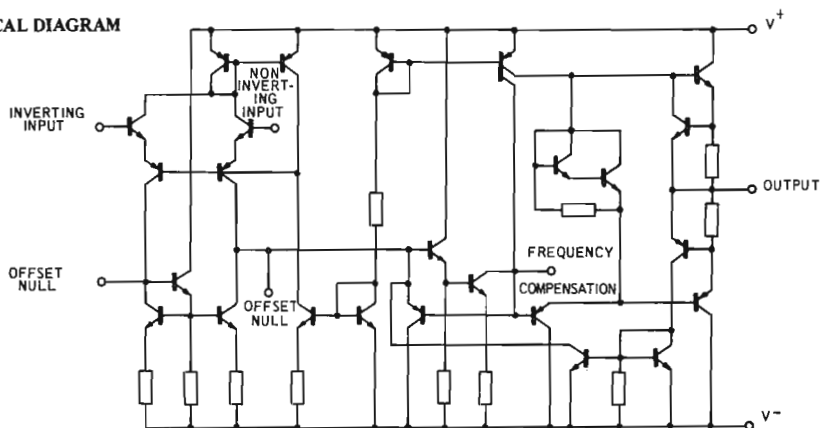 CAL DIAGRAM
V+
NON
INVERT-
ING
INPUT
INVERTING
INPUT
OUTPUT
FREQUENCY
COMPENSATION
OFFSET
NULL
OFFSET
NULL
V-